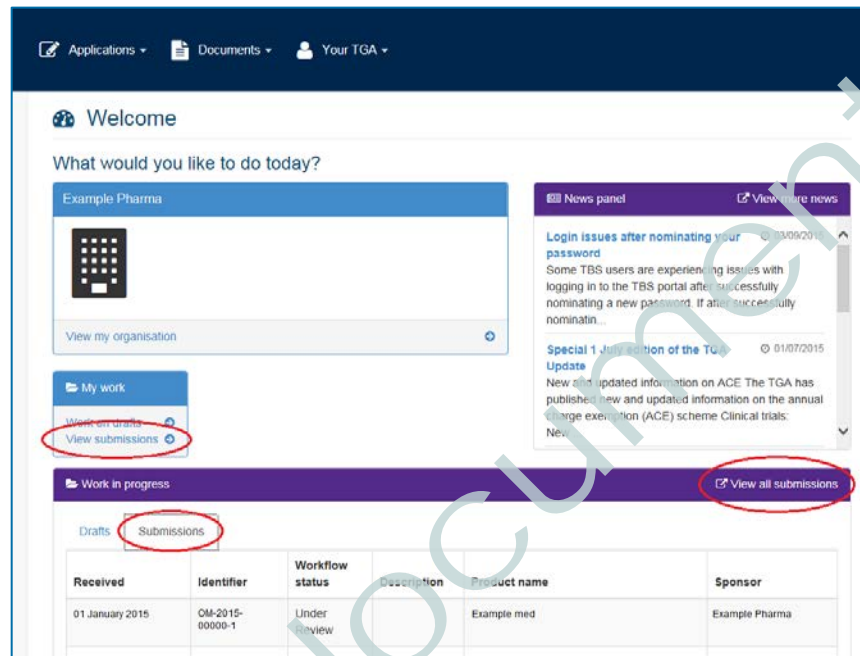 Applications
Documents
Your TGA
Welcome
What would you like to do today?
Example Pharma
View my organisation
News panel
View more news
Login issues after nominating your
password
03/09/2015
Some TBS users are experiencing issues with
logging in to the TBS portal after successfully
nominating a new password. If after successfully
nominatin...
Special 1 July edition of the TGA
Update
01/07/2015
New and updated information on ACE The TGA has
published new and updated information on the annual
charge exemption (ACE) scheme Clinical trials:
New
My work
Work on drafts
View submissions
Work in progress
View all submissions
Drafts Submissions
Received Identifier Workflow status Description Product name Sponsor
01 January 2015 OM-2015-00000-1 Under Review Example med Example Pharma
ocument